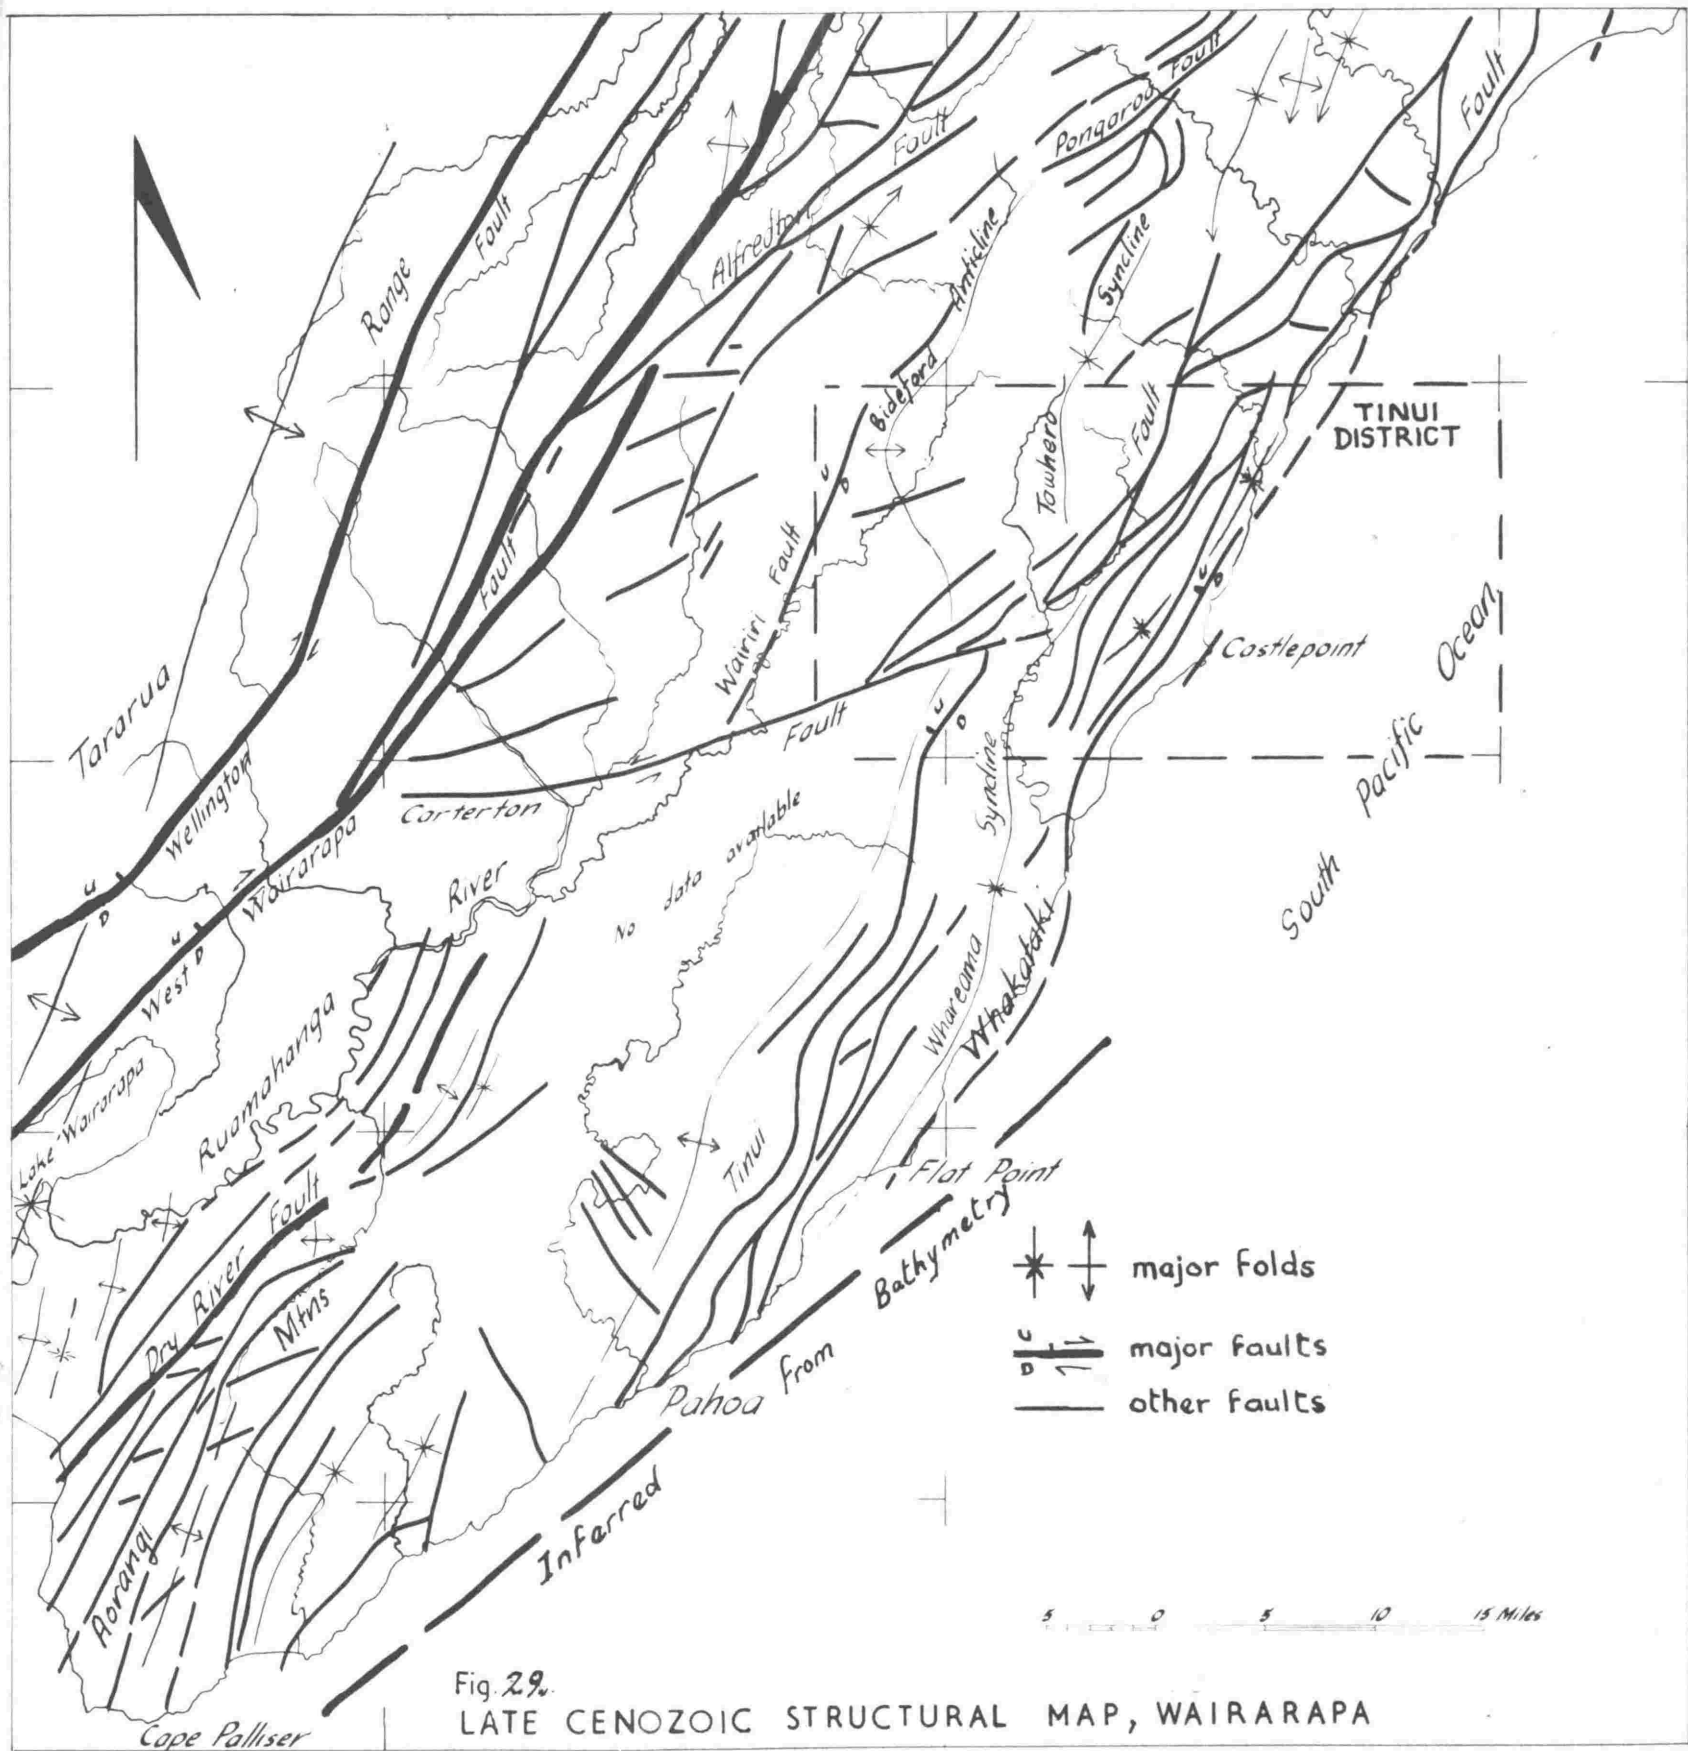 Fault
Fault
Pongaroa Fault
Fault
Alfredton
Range
Anticline
Syncline
Bideford
TINUI
DISTRICT
Fault
Tawhero
Fault
Wairiri Fault
U
D
U
D
Castlepoint
South Pacific Ocean
Tararua
Fault
U
D
Carterton
Wellington
Wairarapa
Syncline
No data available
River
U
D
U
D
West
Whareama
Whakataki
Ruamahanga
Lake Wairarapa
Tinui
Flat Point
Fault
Dry River
Mtns
Inferred From Bathymetry
Pahoa
major folds
U
D
major faults
other faults
Aorangi
5 0 5 10 15 Miles
Fig. 29.
LATE CENOZOIC STRUCTURAL MAP, WAIRARAPA
Cape Palliser